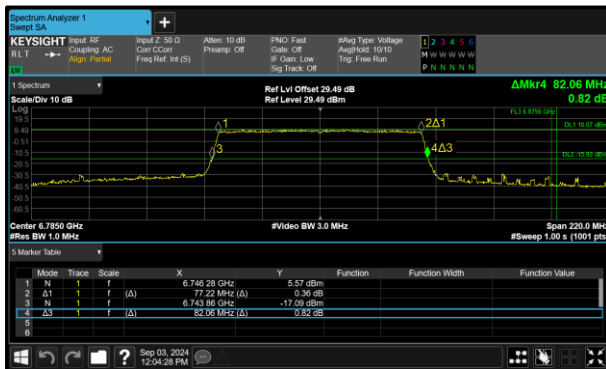 Spectrum Analyzer 1
Swept SA
+
KEYSIGHT Input: RF Input Z: 50 Ω Atten: 10 dB PNO: Fast #Avg Type: Voltage 1 2 3 4 5 6
RLT Coupling: AC Corr CCorr Preamp: Off Gate: Off Avg|Hold: 10/10 M W W W W W
Align: Partial Freq Ref: Int (S) IF Gain: Low Trig: Free Run P N N N N N
Sig Track: Off
1 Spectrum Ref Lvl Offset 29.49 dB ΔMkr4 82.06 MHz
Scale/Div 10 dB Ref Level 29.49 dBm 0.82 dB
Log FL3 6.8750 GHz
19.5
9.49 1 2Δ1 DL1 10.07 dBm
-0.51
-10.5 3 4Δ3 DL2 -15.93 dBm
-20.5
-30.5
-40.5
-50.5
-60.5
Center 6.7850 GHz #Video BW 3.0 MHz Span 220.0 MHz
#Res BW 1.0 MHz #Sweep 1.00 s (1001 pts)
5 Marker Table
Mode Trace Scale X Y Function Function Width Function Value
1 N 1 f 6.746 28 GHz 5.57 dBm
2 Δ1 1 f (Δ) 77.22 MHz (Δ) 0.36 dB
3 N 1 f 6.743 86 GHz -17.09 dBm
4 Δ3 1 f (Δ) 82.06 MHz (Δ) 0.82 dB
5
6
? Sep 03, 2024
12:04:28 PM